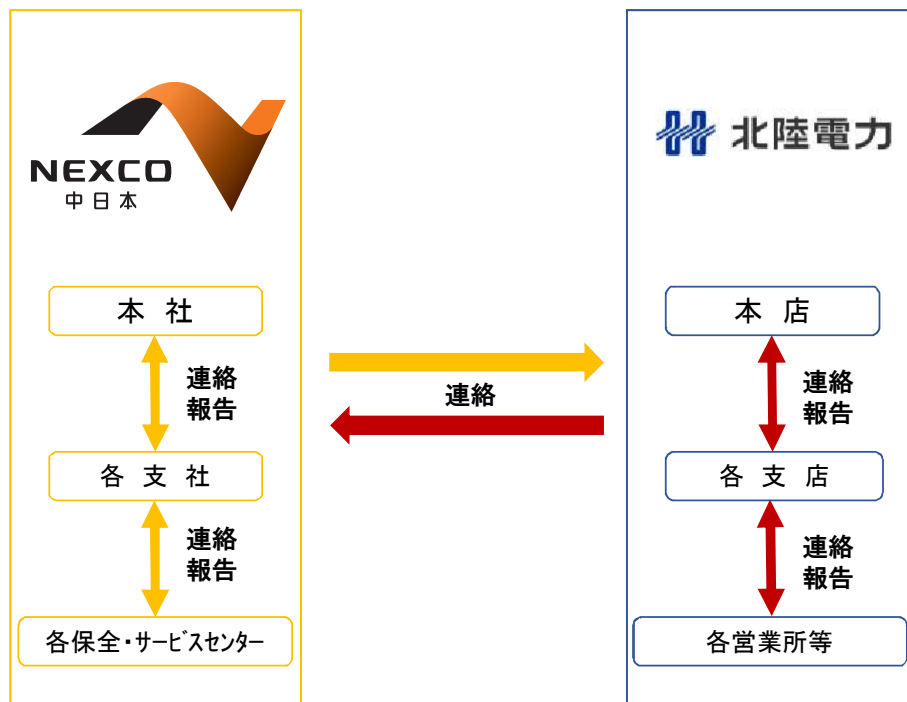 NEXCO
中日本
本 社
連絡
報告
各 支 社
連絡
報告
各保全・サービスセンター
連絡
北陸電力
本 店
連絡
報告
各 支 店
連絡
報告
各営業所等